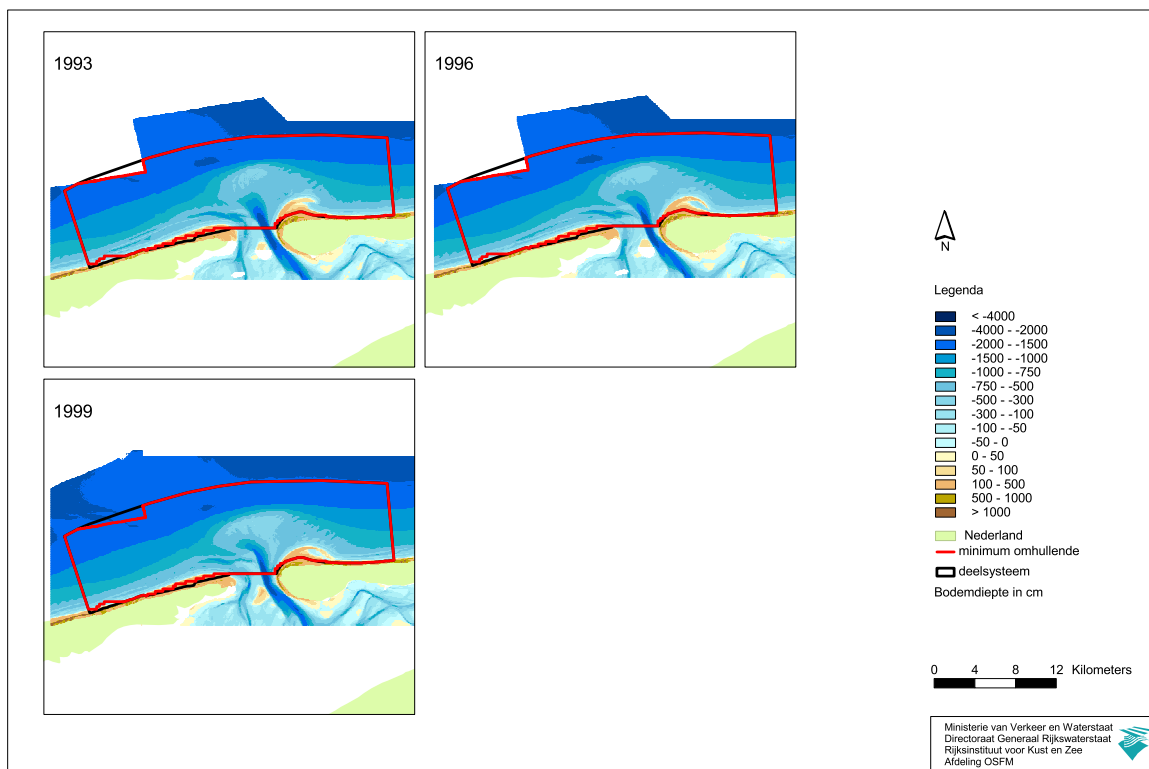 1993
1996
1999
N
Legenda
< -4000
-4000 - -2000
-2000 - -1500
-1500 - -1000
-1000 - -750
-750 - -500
-500 - -300
-300 - -100
-100 - -50
-50 - 0
0 - 50
50 - 100
100 - 500
500 - 1000
> 1000
Nederland
minimum omhullende
deelsysteem
Bodemdiepte in cm
0 4 8 12 Kilometers
Ministerie van Verkeer en Waterstaat
Directoraat Generaal Rijkswaterstaat
Rijksinstituut voor Kust en Zee
Afdeling OSFM